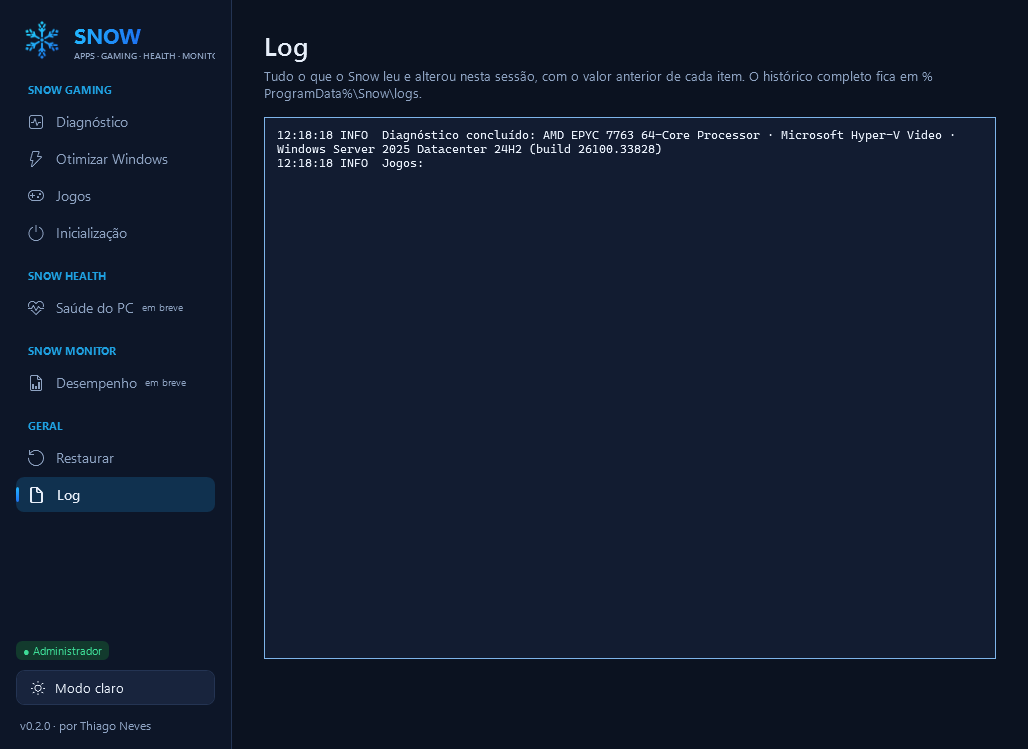 SNOW
APPS · GAMING · HEALTH · MONITO
SNOW GAMING
Diagnóstico
Otimizar Windows
Jogos
Inicialização
SNOW HEALTH
Saúde do PC em breve
SNOW MONITOR
Desempenho em breve
GERAL
Restaurar
Log
● Administrador
Modo claro
v0.2.0 · por Thiago Neves
Log
Tudo o que o Snow leu e alterou nesta sessão, com o valor anterior de cada item. O histórico completo fica em %
ProgramData%\Snow\logs.
12:18:18 INFO  Diagnóstico concluído: AMD EPYC 7763 64-Core Processor · Microsoft Hyper-V Video ·
Windows Server 2025 Datacenter 24H2 (build 26100.33828)
12:18:18 INFO  Jogos: